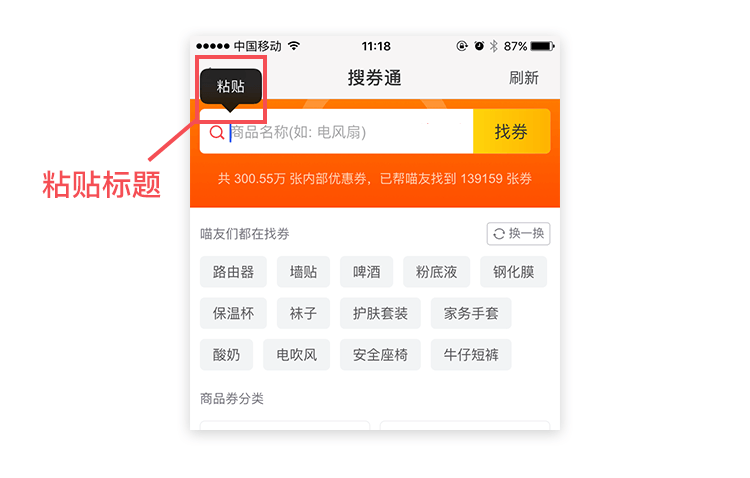 中国移动 11:18 87%
粘贴
搜券通 刷新
商品名称(如: 电风扇) 找券
粘贴标题
共 300.55万 张内部优惠券，已帮喵友找到 139159 张券
喵友们都在找券 换一换
路由器 墙贴 啤酒 粉底液 钢化膜
保温杯 袜子 护肤套装 家务手套
酸奶 电吹风 安全座椅 牛仔短裤
商品券分类